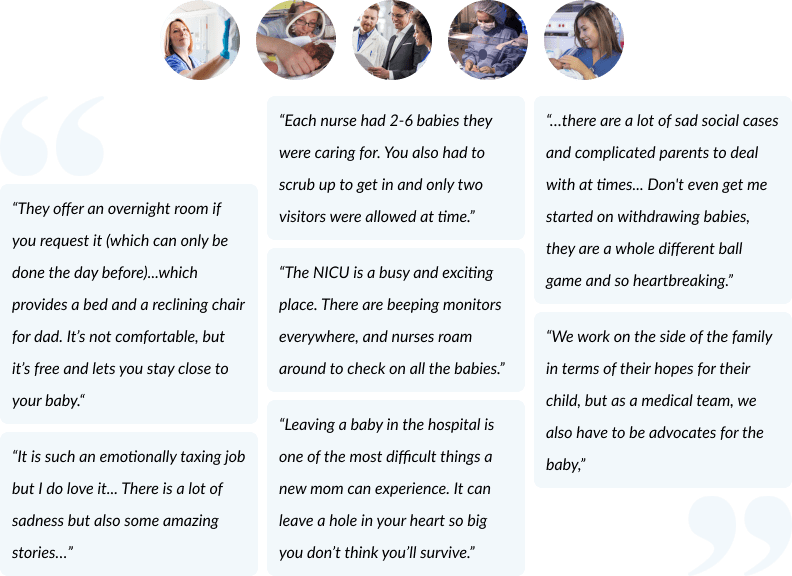 “They offer an overnight room if
you request it (which can only be
done the day before)...which
provides a bed and a reclining chair
for dad. It’s not comfortable, but
it’s free and lets you stay close to
your baby.“
“It is such an emotionally taxing job
but I do love it... There is a lot of
sadness but also some amazing
stories...”
“Each nurse had 2-6 babies they
were caring for. You also had to
scrub up to get in and only two
visitors were allowed at time.”
“The NICU is a busy and exciting
place. There are beeping monitors
everywhere, and nurses roam
around to check on all the babies.”
“Leaving a baby in the hospital is
one of the most difficult things a
new mom can experience. It can
leave a hole in your heart so big
you don’t think you’ll survive.”
“...there are a lot of sad social cases
and complicated parents to deal
with at times... Don't even get me
started on withdrawing babies,
they are a whole different ball
game and so heartbreaking.”
“We work on the side of the family
in terms of their hopes for their
child, but as a medical team, we
also have to be advocates for the
baby,”